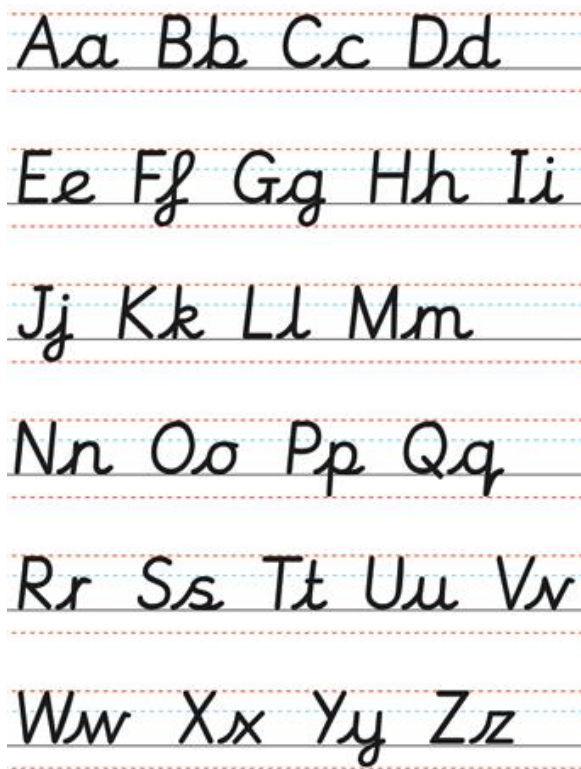 Aa Bb Cc Dd
Ee Ff Gg Hh Ii
Jj Kk Ll Mm
Nn Oo Pp Qq
Rr Ss Tt Uu Vv
Ww Xx Yy Zz